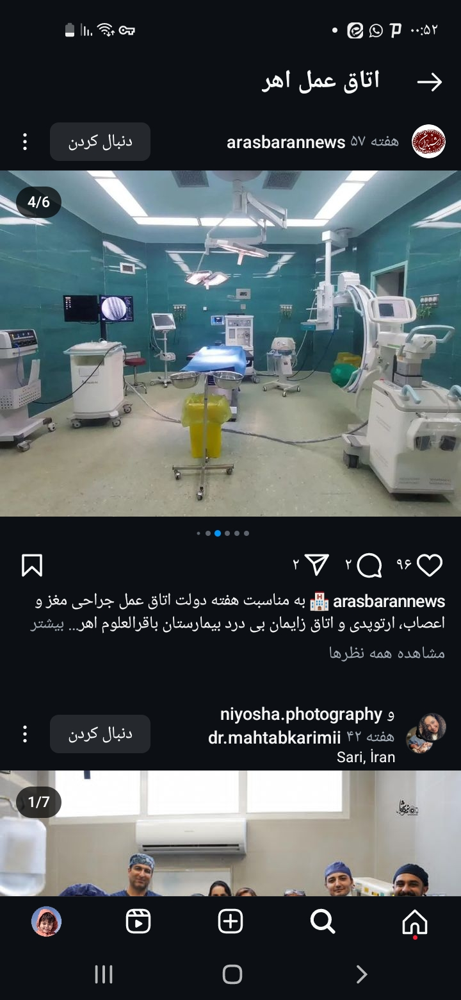 ۰۰:۵۲
اتاق عمل اهر
arasbarannews ۵۷ هفته
دنبال کردن
4/6
۹۶ ۲ ۲
arasbarannews 🏥 به مناسبت هفته دولت اتاق عمل جراحی مغز و
اعصاب، ارتوپدی و اتاق زایمان بی درد بیمارستان باقرالعلوم اهر... بیشتر
مشاهده همه نظرها
niyosha.photography و
dr.mahtabkarimii ۴۲ هفته
Sari, İran
دنبال کردن
1/7